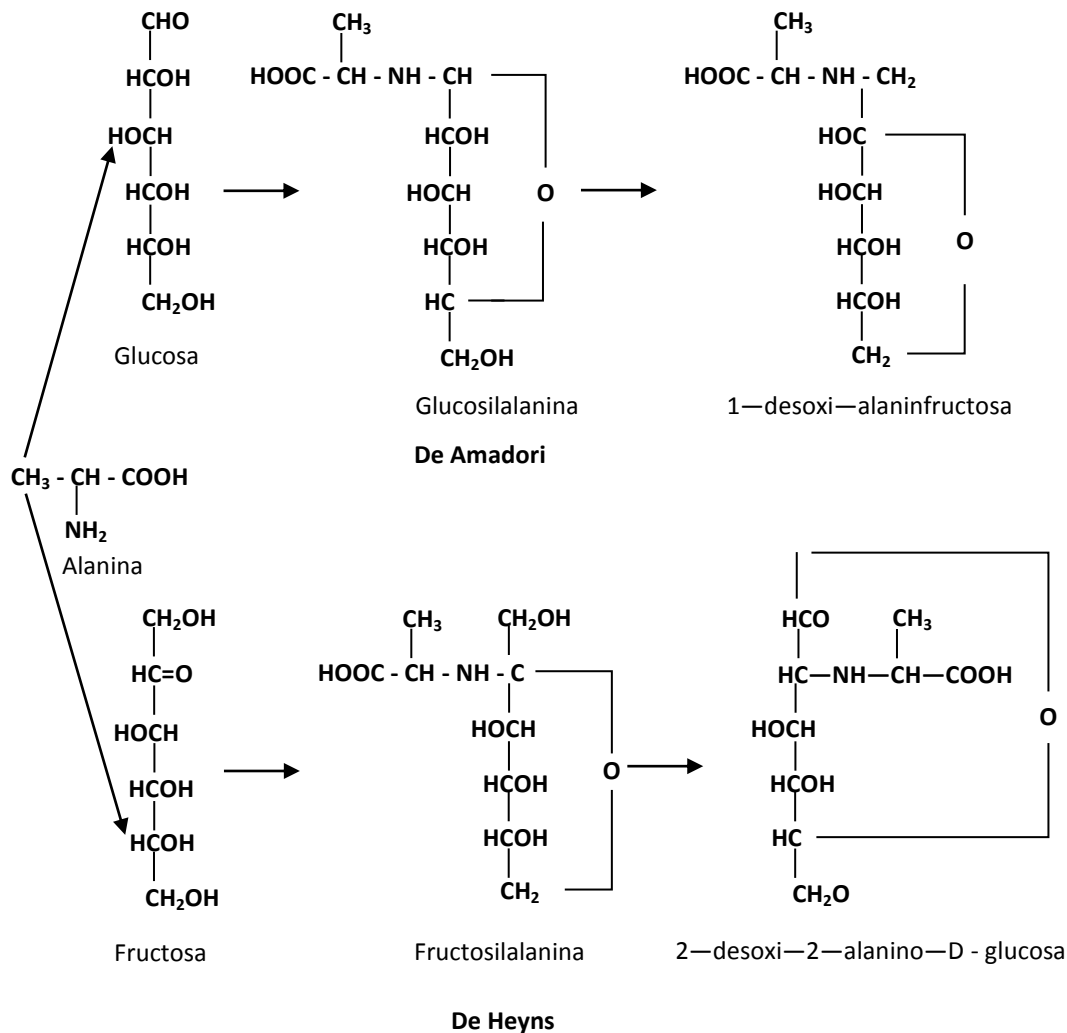 CHO
HCOH
HOCH
HCOH
HCOH
CH₂OH
Glucosa
CH₃
HOOC - CH - NH – CH
HCOH
HOCH
HCOH
HC
CH₂OH
O
Glucosilalanina
CH₃
HOOC - CH – NH – CH₂
HOC
HOCH
HCOH
HCOH
CH₂
O
1—desoxi—alaninfructosa
De Amadori
CH₃ - CH - COOH
NH₂
Alanina
CH₂OH
HC=O
HOCH
HCOH
HCOH
CH₂OH
Fructosa
CH₃ CH₂OH
HOOC - CH – NH - C
HOCH
HCOH
HCOH
CH₂
O
Fructosilalanina
HCO CH₃
HC—NH—CH—COOH
HOCH
HCOH
HC
CH₂O
O
2—desoxi—2—alanino—D - glucosa
De Heyns